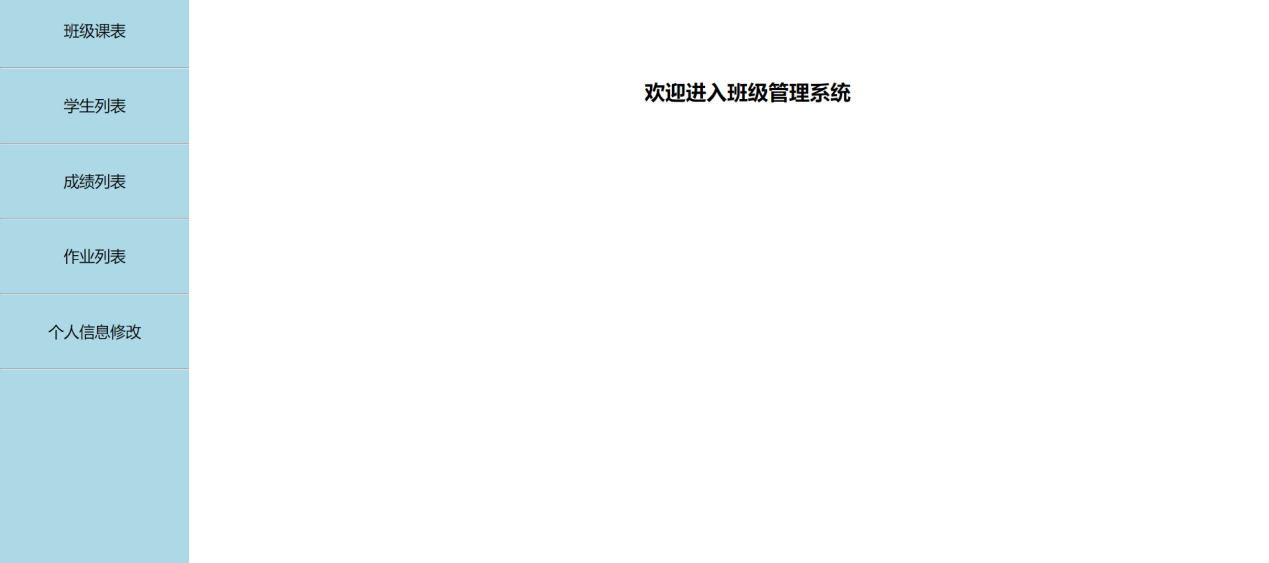 班级课表
学生列表
成绩列表
作业列表
个人信息修改
欢迎进入班级管理系统